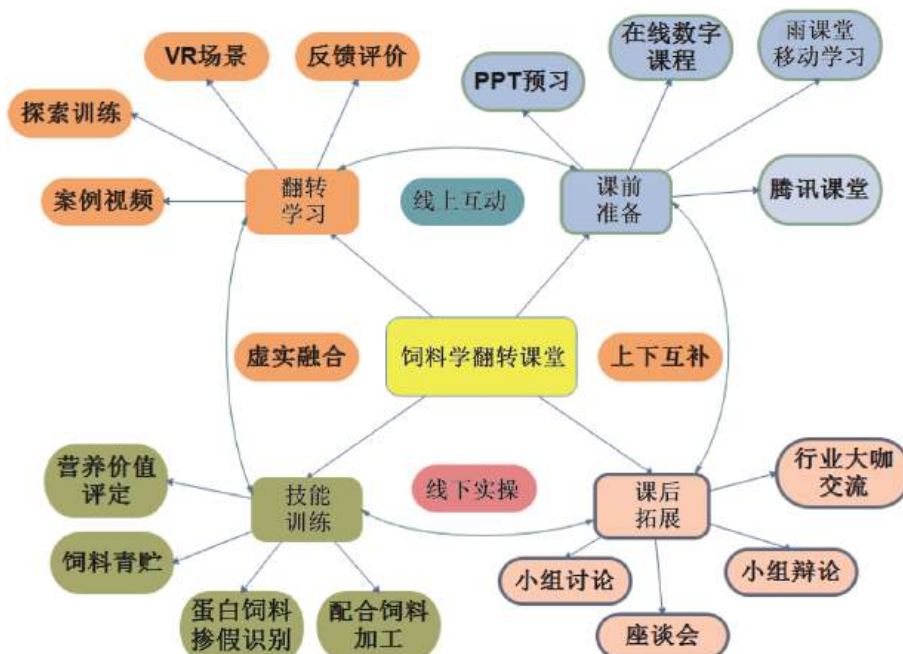 VR场景
反馈评价
探索训练
案例视频
翻转
学习
PPT预习
在线数字
课程
雨课堂
移动学习
课前
准备
腾讯课堂
线上互动
虚实融合
饲料学翻转课堂
上下互补
营养价值
评定
饲料青贮
蛋白饲料
掺假识别
配合饲料
加工
技能
训练
线下实操
课后
拓展
行业大咖
交流
小组讨论
座谈会
小组辩论